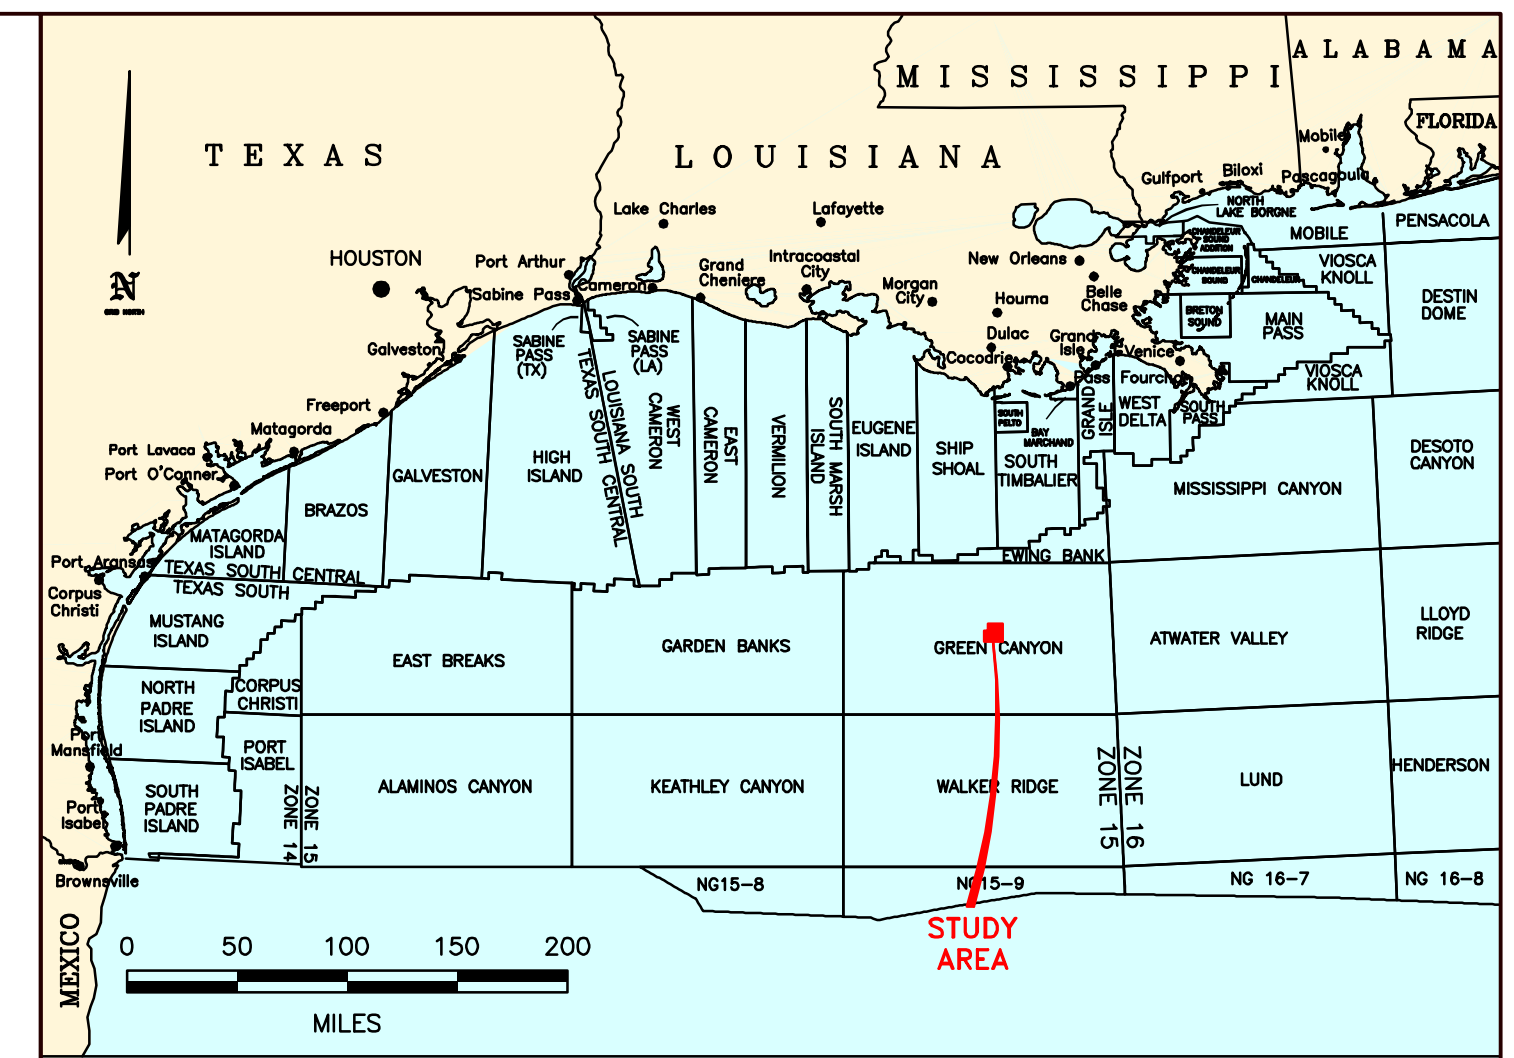 ALABAMA
MISSISSIPPI
FLORIDA
Mobile
TEXAS
LOUISIANA
Gulfport
Biloxi
Pascagoula
Lake Charles
Lafayette
NORTH
LAKE BORGNE
PENSACOLA
MOBILE
CHANDELEUR
SOUND
ADDITION
HOUSTON
Port Arthur
Grand
Cheniere
Intracoastal
City
New Orleans
VIOSCA
KNOLL
CHANDELEUR
SOUND
CHANDELEUR
N
GRID NORTH
Sabine Pass
Cameron
Morgan
City
Houma
Belle
Chase
DESTIN
DOME
BRETON
SOUND
MAIN
PASS
Galveston
SABINE
PASS
(TX)
SABINE
PASS
(LA)
Dulac
Cocodrie
Grand
Isle
Venice
Pass Fourchon
VIOSCA
KNOLL
Freeport
Matagorda
Port Lavaca
Port O'Conner
GALVESTON
HIGH
ISLAND
TEXAS SOUTH CENTRAL
LOUISIANA SOUTH
WEST
CAMERON
EAST
CAMERON
VERMILION
SOUTH MARSH
ISLAND
EUGENE
ISLAND
SHIP
SHOAL
SOUTH
PELTO
BAY
MARCHAND
SOUTH
TIMBALIER
GRAND
ISLE
WEST
DELTA
SOUTH
PASS
MISSISSIPPI CANYON
DESOTO
CANYON
BRAZOS
MATAGORDA
ISLAND
TEXAS SOUTH CENTRAL
TEXAS SOUTH
EWING BANK
Port Aransas
Corpus
Christi
MUSTANG
ISLAND
EAST BREAKS
GARDEN BANKS
GREEN CANYON
ATWATER VALLEY
LLOYD
RIDGE
NORTH
PADRE
ISLAND
CORPUS
CHRISTI
Port
Mansfield
PORT
ISABEL
ZONE 14
ZONE 15
ALAMINOS CANYON
KEATHLEY CANYON
WALKER RIDGE
ZONE 15
ZONE 16
LUND
HENDERSON
SOUTH
PADRE
ISLAND
Port
Isabel
Brownsville
NG15-8
NG15-9
NG 16-7
NG 16-8
STUDY
AREA
MEXICO
0 50 100 150 200
MILES